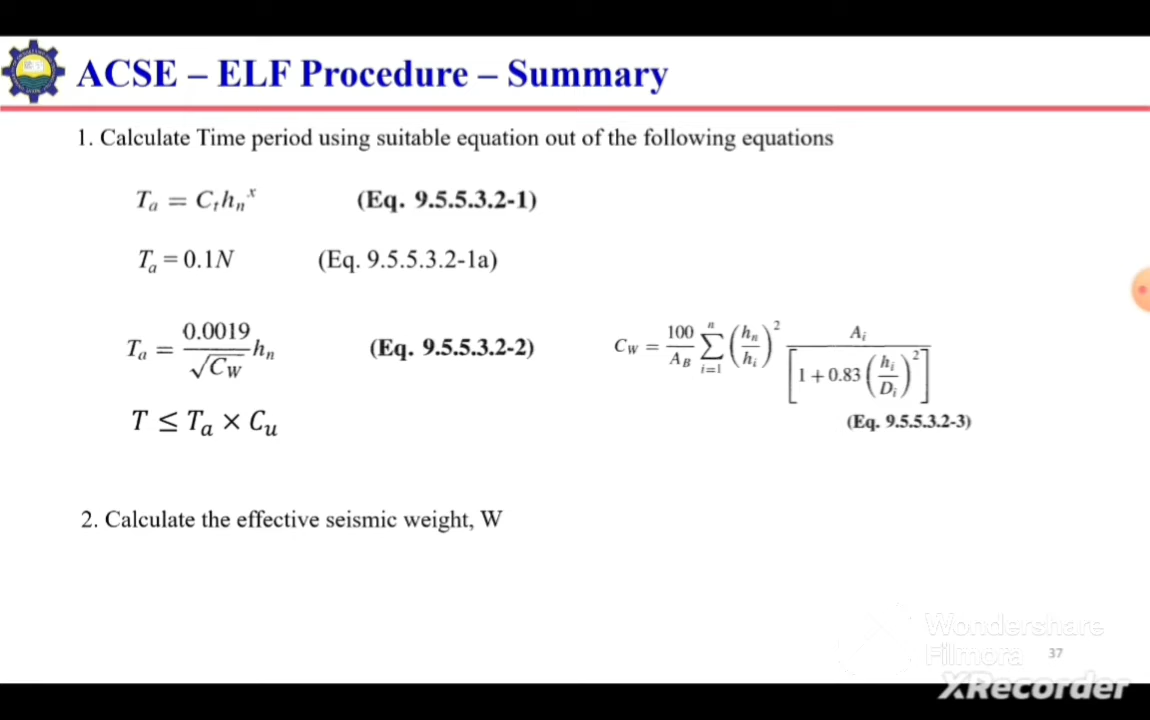 ACSE – ELF Procedure – Summary
1. Calculate Time period using suitable equation out of the following equations
Tₐ = Cₜhₙˣ (Eq. 9.5.5.3.2-1)
Tₐ = 0.1N (Eq. 9.5.5.3.2-1a)
Tₐ = 0.0019/√C_W hₙ (Eq. 9.5.5.3.2-2)
C_W = 100/A_B ∑ᵢ₌₁ⁿ (hₙ/hᵢ)² Aᵢ/[1 + 0.83 (hᵢ/Dᵢ)²]
(Eq. 9.5.5.3.2-3)
T ≤ Tₐ × Cᵤ
2. Calculate the effective seismic weight, W
Wondershare
Filmora
37
XRecorder